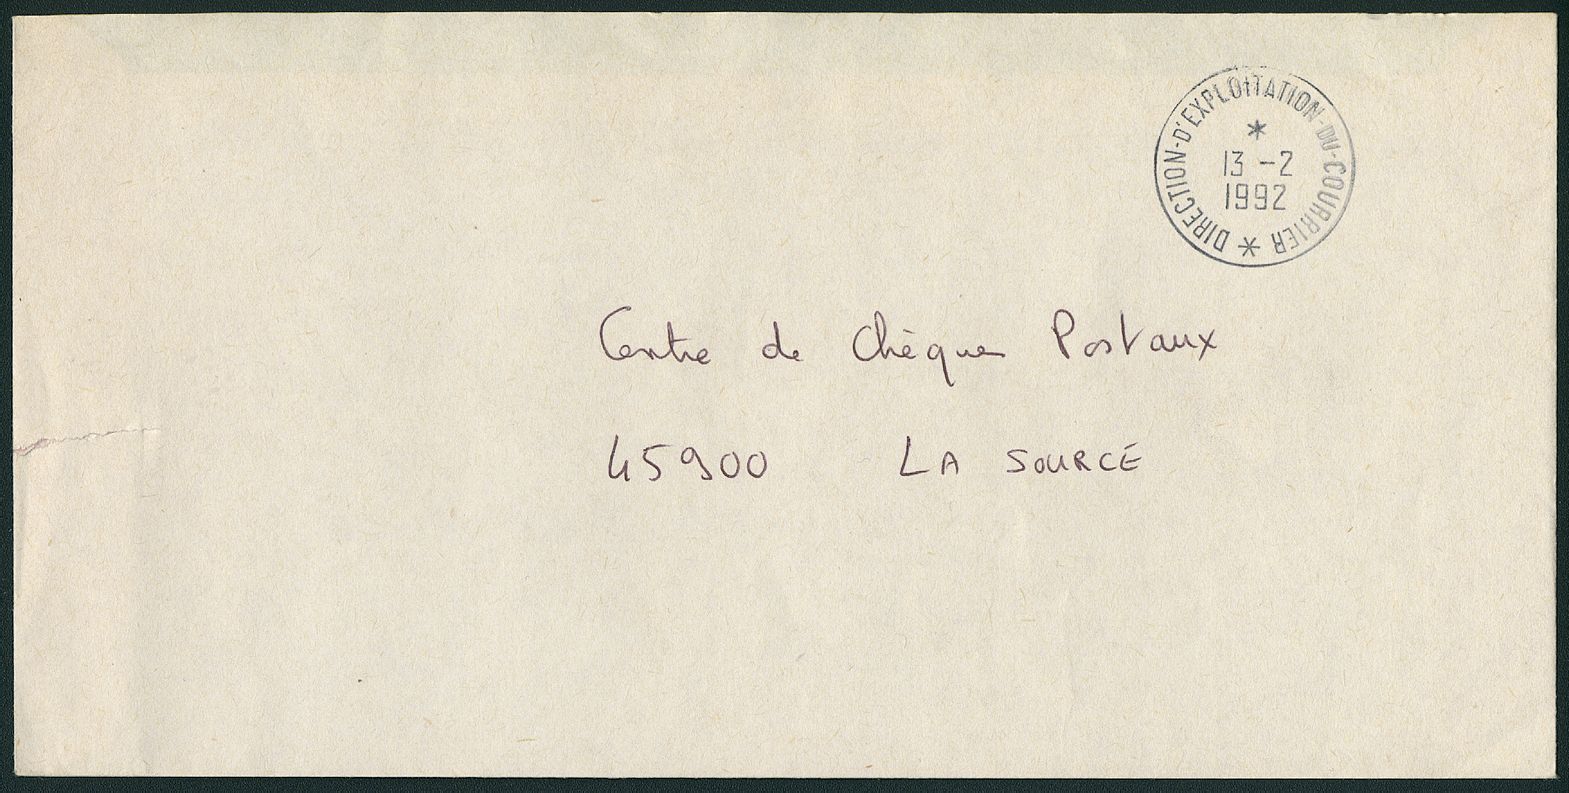 DIRECTION-D'EXPLOITATION-DU-COURRIER
13 -2
1992
Centre de Chèque Postaux
45900 LA SOURCE